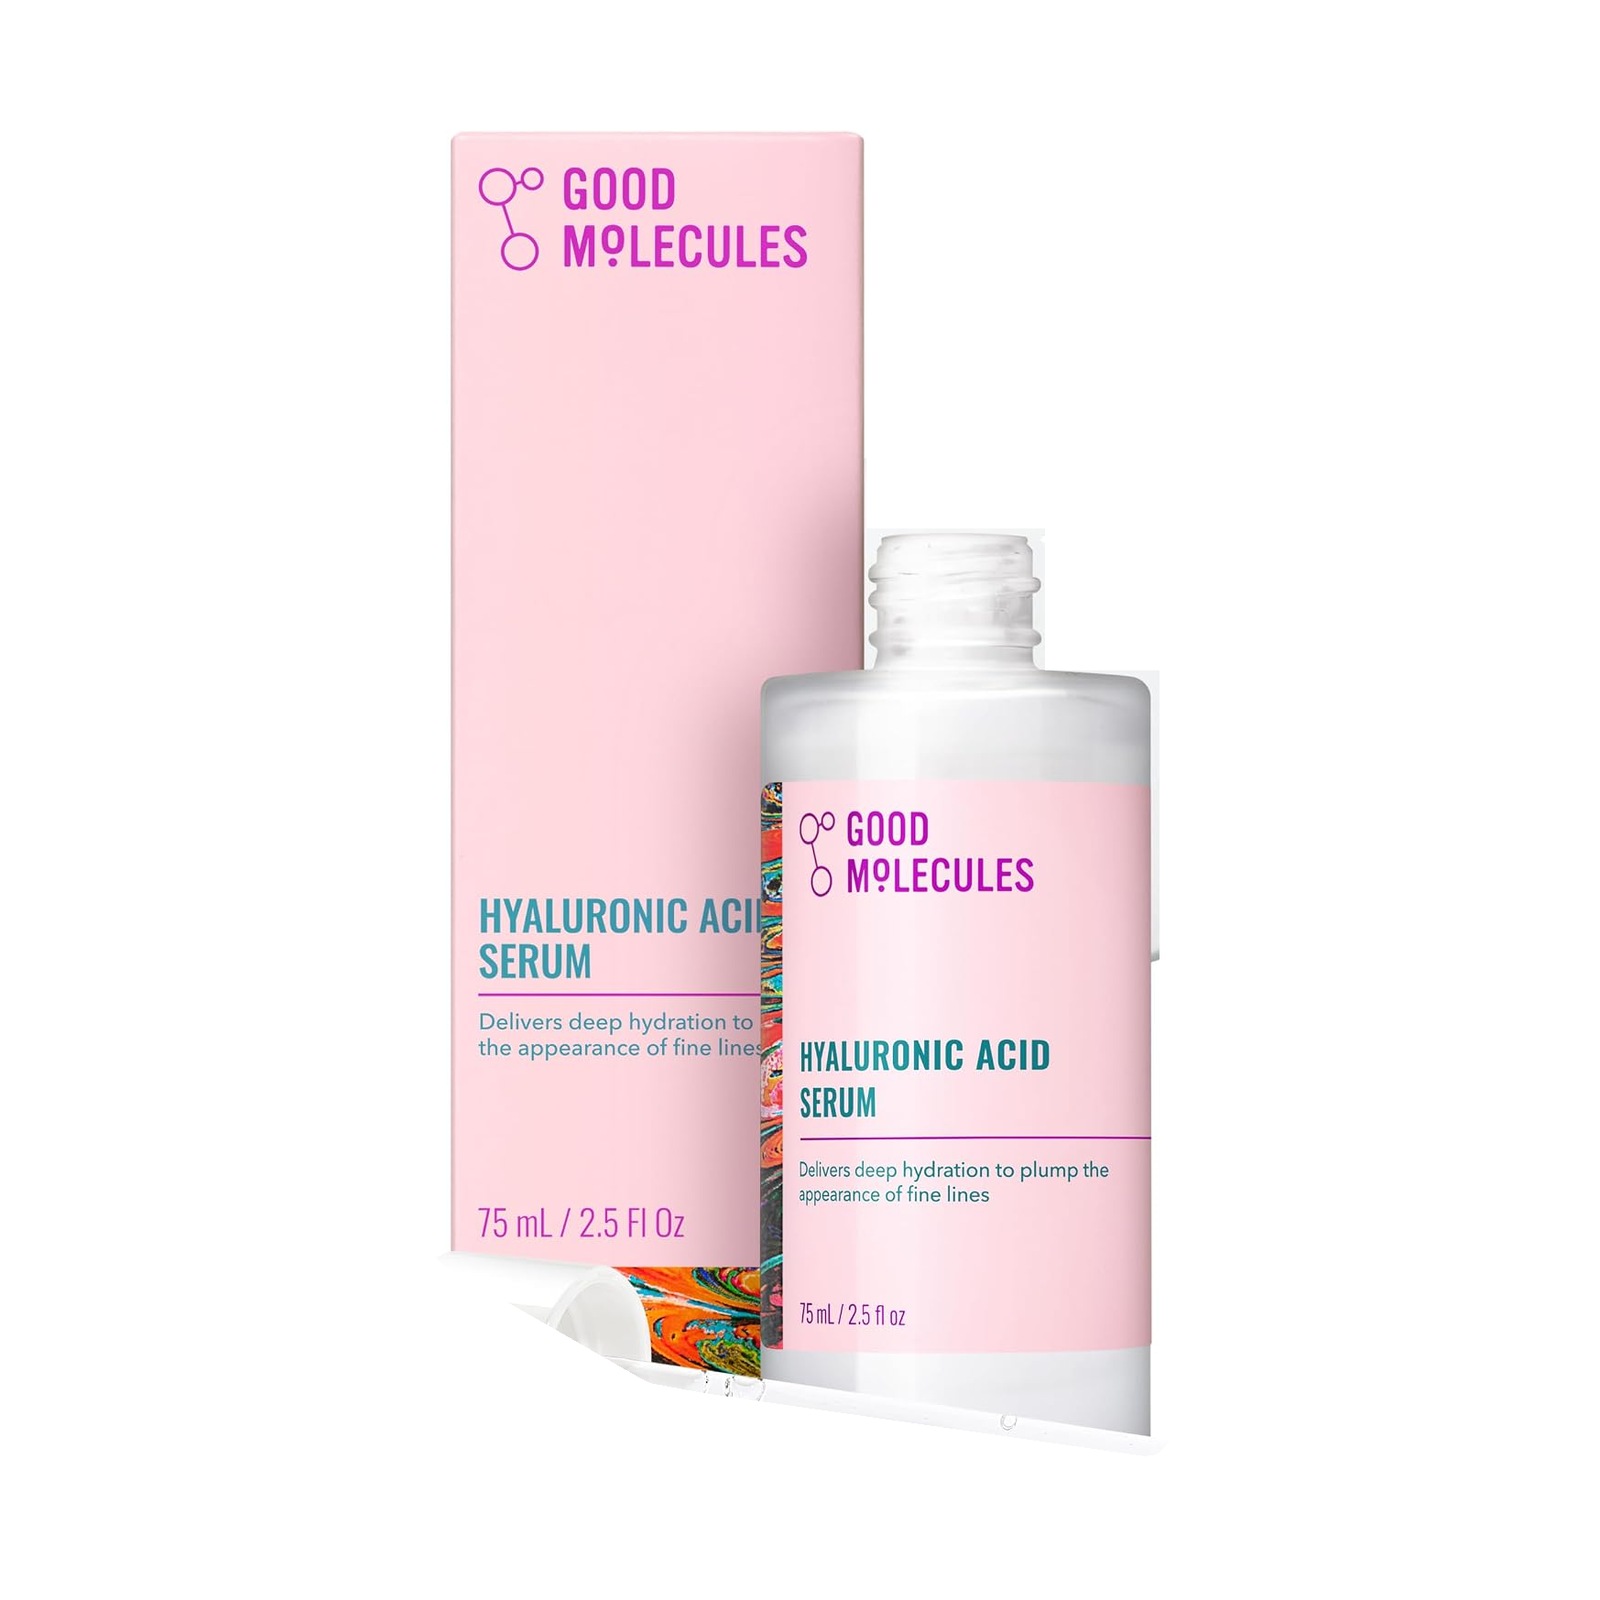 GOOD
MOLECULES
HYALURONIC
SERUM
Delivers deep hydration to
the appearance of fine lines
75 mL / 2.5 Fl Oz
GOOD
MOLECULES
HYALURONIC ACID
SERUM
Delivers deep hydration to plump the
appearance of fine lines
75 mL / 2.5 fl oz